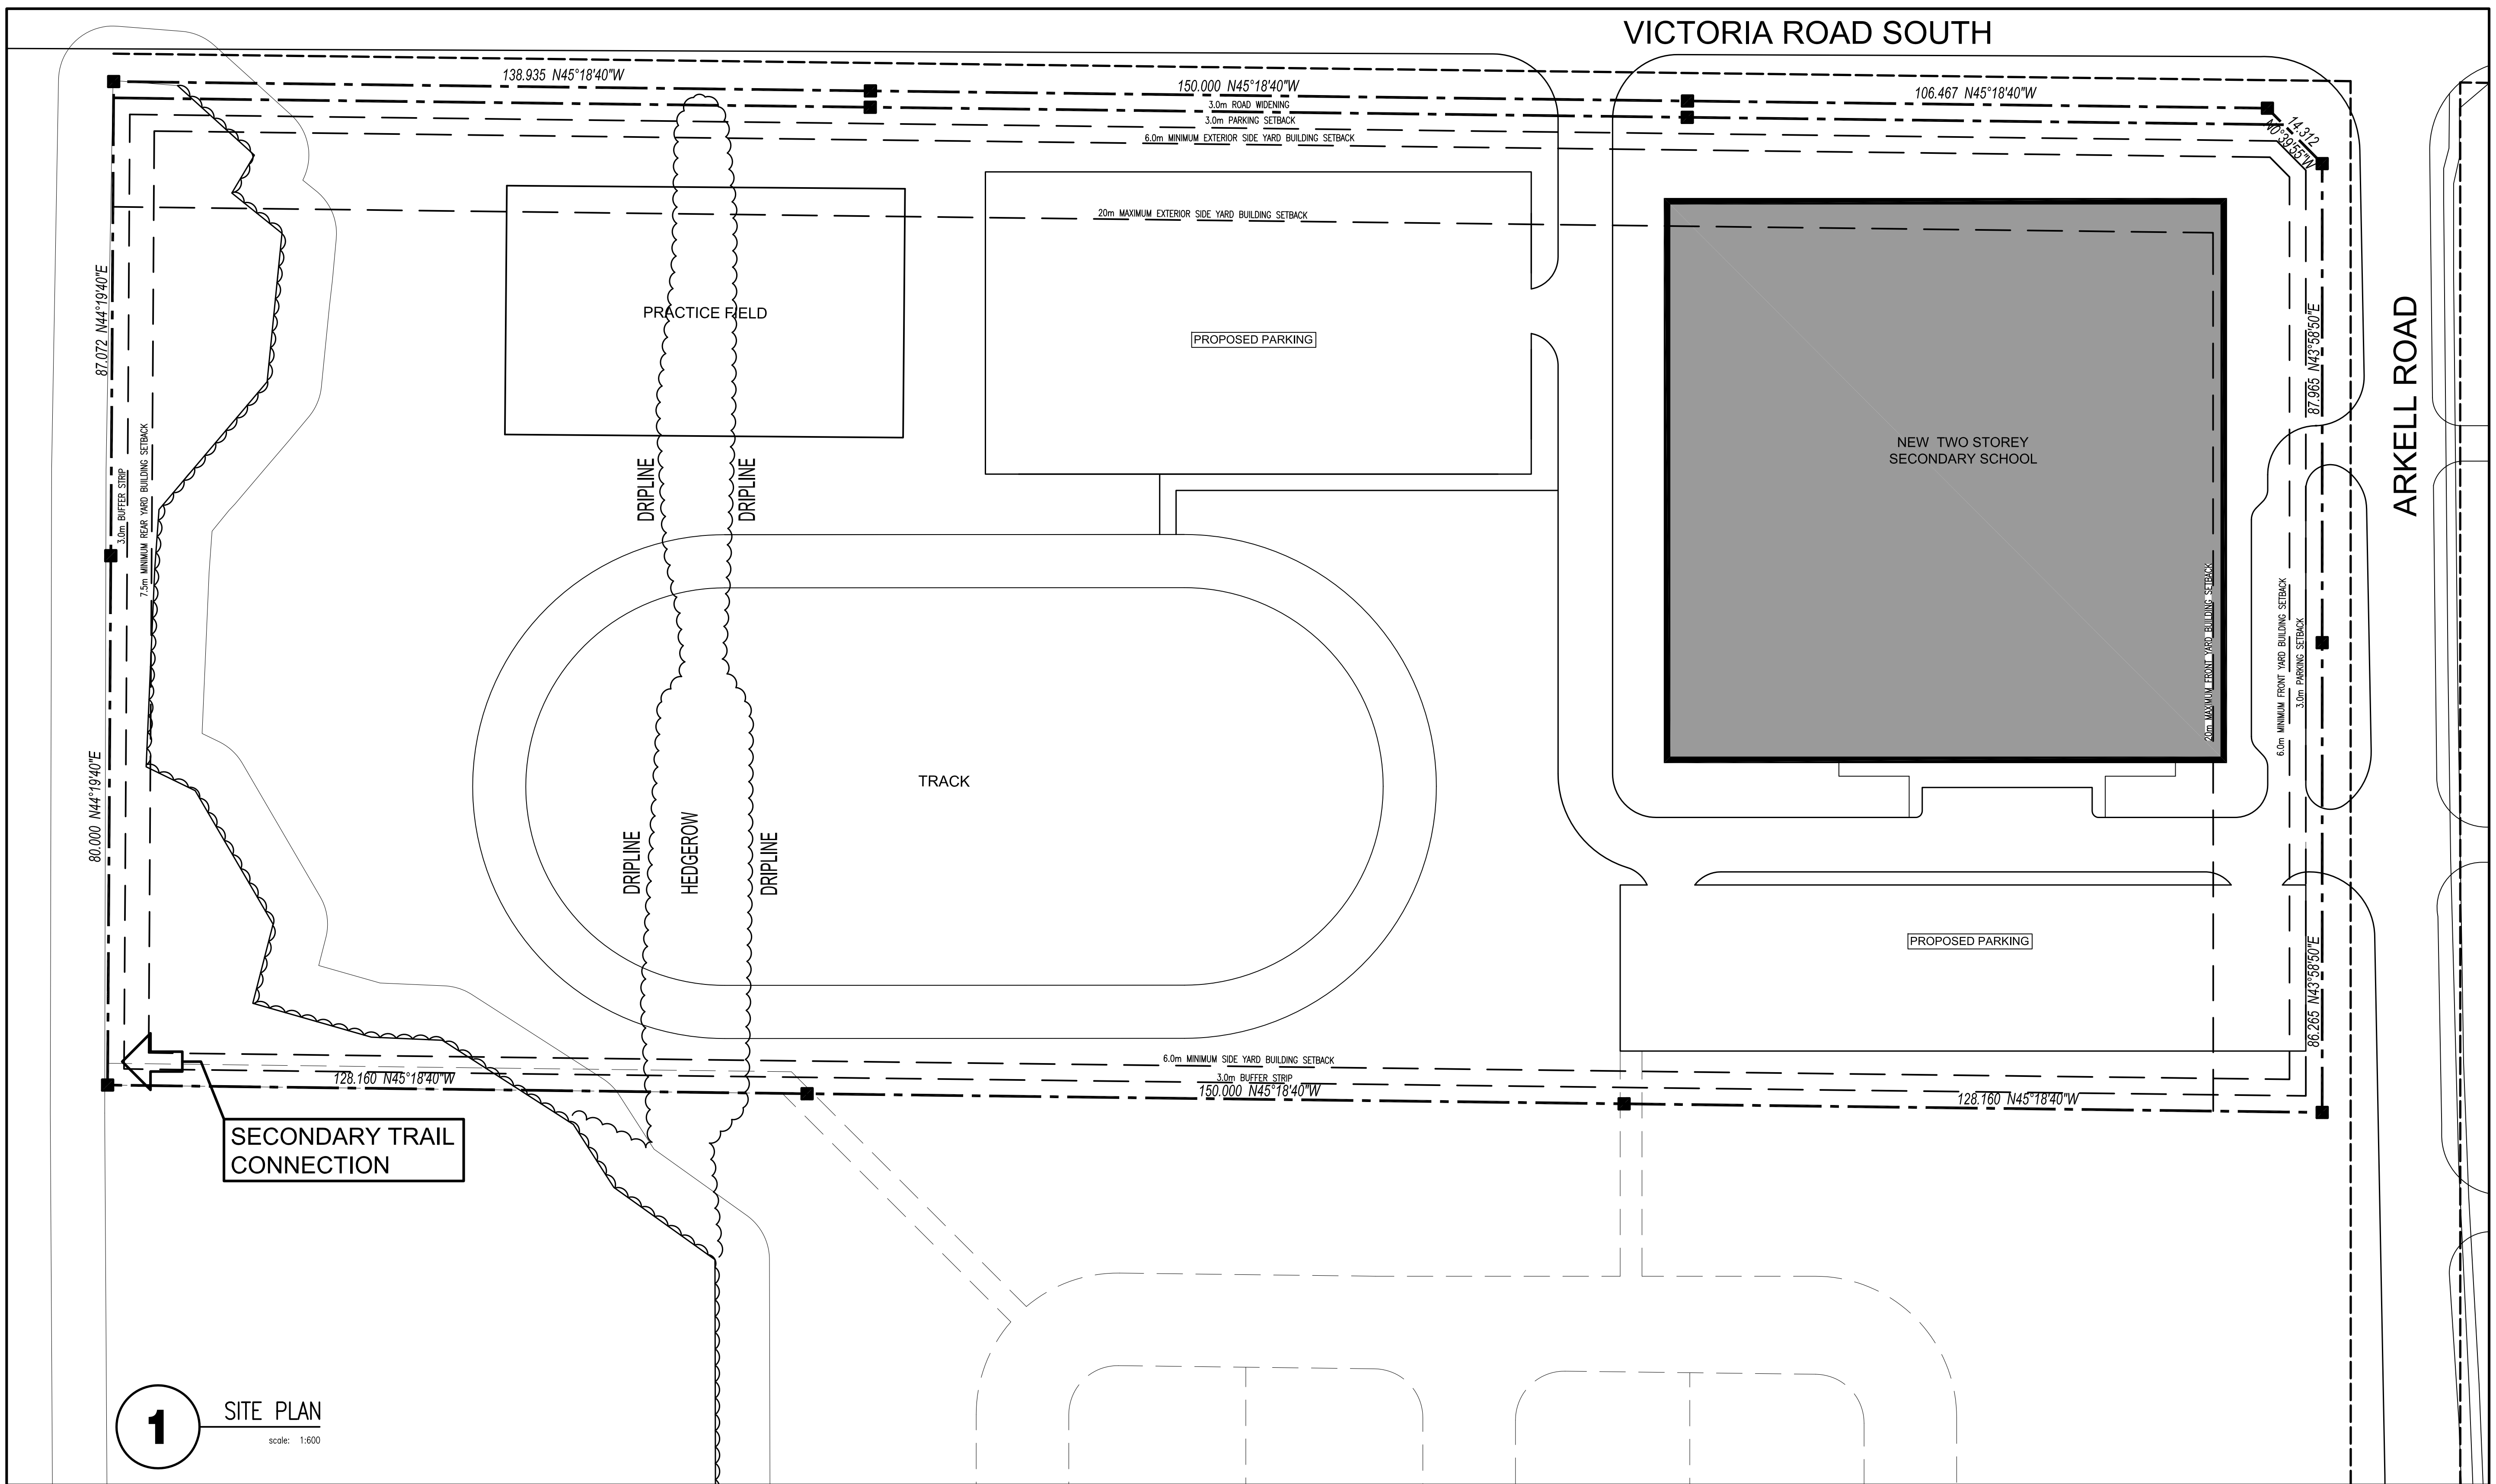 VICTORIA ROAD SOUTH
138.935 N45°18'40"W
150.000 N45°18'40"W
106.467 N45°18'40"W
3.0m ROAD WIDENING
3.0m PARKING SETBACK
6.0m MINIMUM EXTERIOR SIDE YARD BUILDING SETBACK
14.312
N0°39'55"W
20m MAXIMUM EXTERIOR SIDE YARD BUILDING SETBACK
87.072 N44°19'40"E
PRACTICE FIELD
PROPOSED PARKING
87.965 N43°58'50"E
ARKELL ROAD
NEW TWO STOREY
SECONDARY SCHOOL
3.0m BUFFER STRIP
7.5m MINIMUM REAR YARD BUILDING SETBACK
DRIPLINE
DRIPLINE
20m MAXIMUM FRONT YARD BUILDING SETBACK
6.0m MINIMUM FRONT YARD BUILDING SETBACK
3.0m PARKING SETBACK
TRACK
80.000 N44°19'40"E
DRIPLINE
HEDGEROW
DRIPLINE
PROPOSED PARKING
86.265 N43°58'50"E
6.0m MINIMUM SIDE YARD BUILDING SETBACK
3.0m BUFFER STRIP
128.160 N45°18'40"W
150.000 N45°18'40"W
128.160 N45°18'40"W
SECONDARY TRAIL
CONNECTION
1
SITE PLAN
scale: 1:600